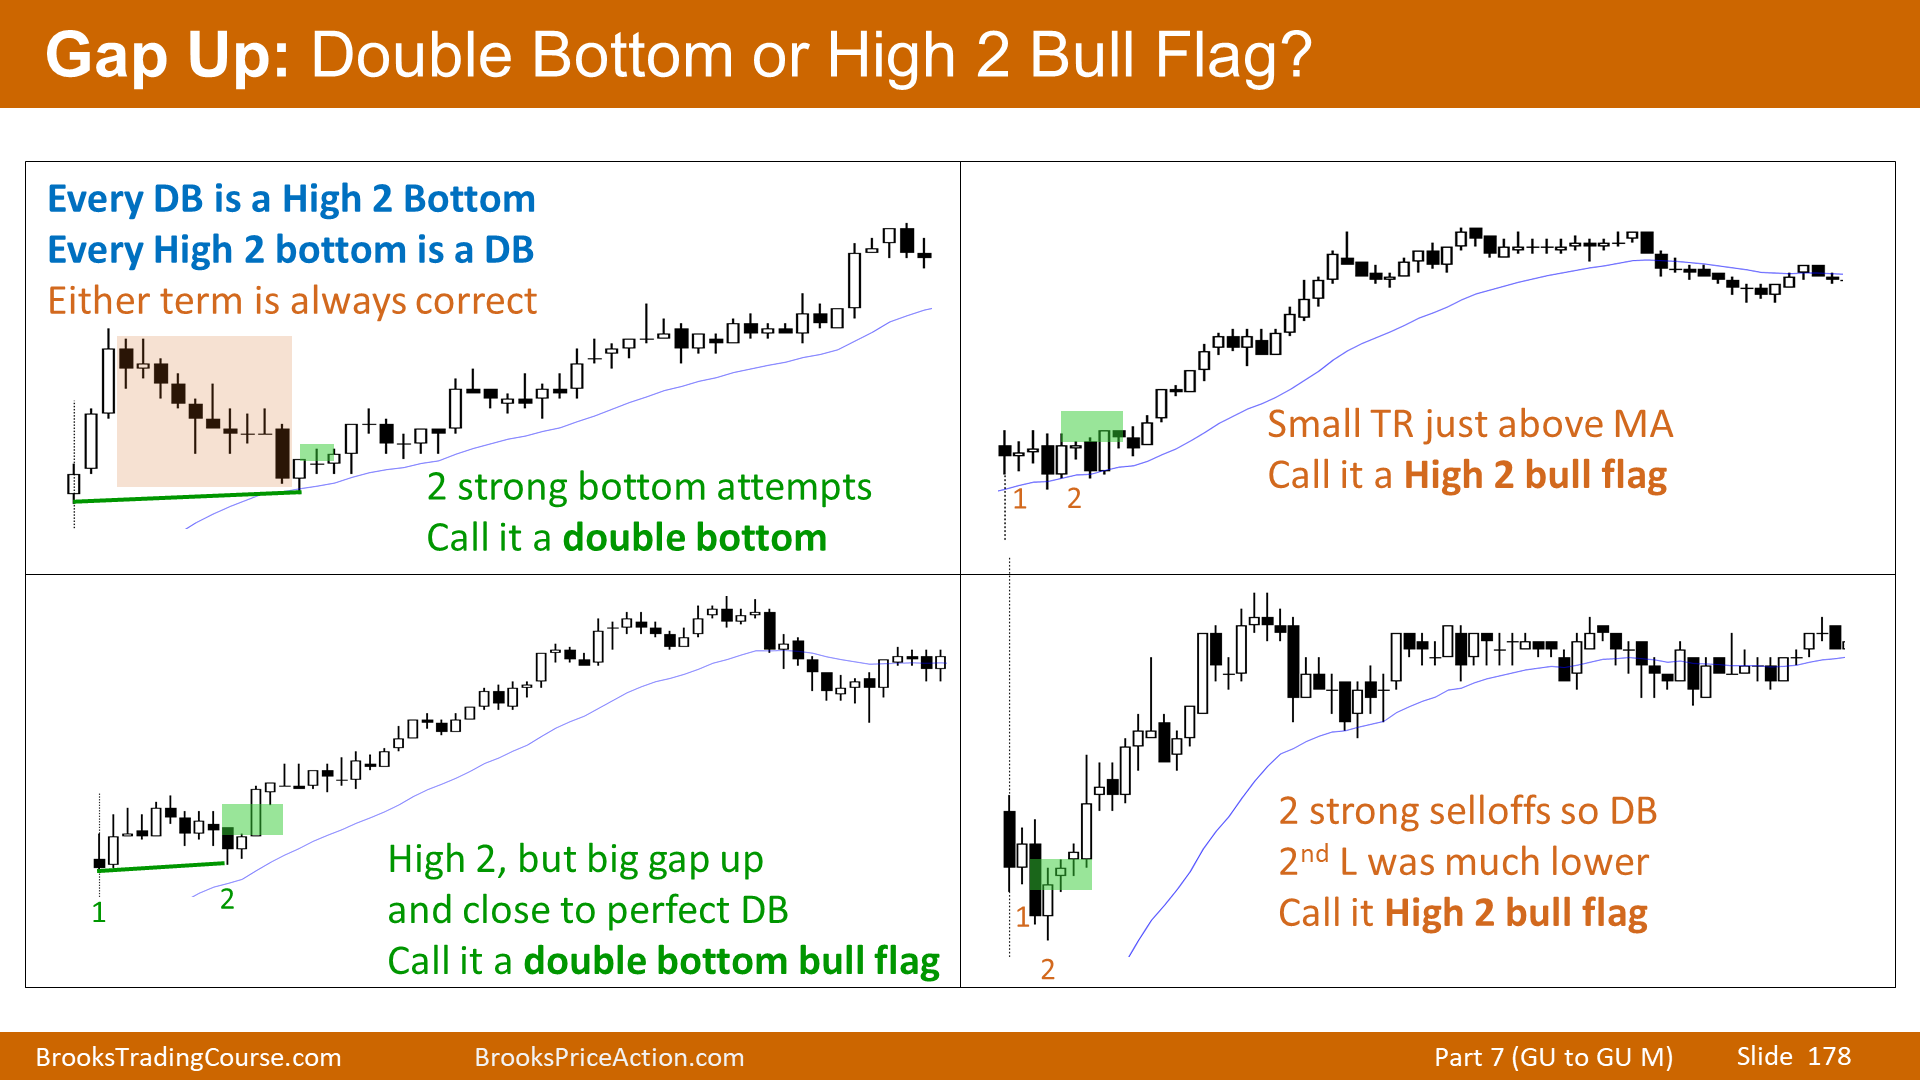 Gap Up: Double Bottom or High 2 Bull Flag?
Every DB is a High 2 Bottom
Every High 2 bottom is a DB
Either term is always correct
2 strong bottom attempts
Call it a double bottom
Small TR just above MA
Call it a High 2 bull flag
1
2
High 2, but big gap up
and close to perfect DB
Call it a double bottom bull flag
1
2
2 strong selloffs so DB
2nd L was much lower
Call it High 2 bull flag
1
2
BrooksTradingCourse.com
BrooksPriceAction.com
Part 7 (GU to GU M)
Slide 178